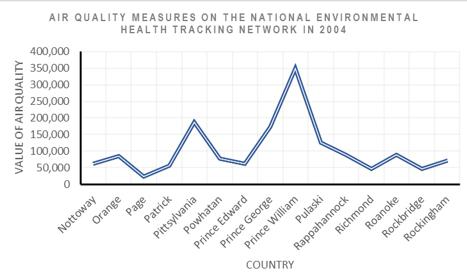 AIR QUALITY MEASURES ON THE NATIONAL ENVIRONMENTAL
HEALTH TRACKING NETWORK IN 2004
VALUE OF AIR QUALITY
400,000
350,000
300,000
250,000
200,000
150,000
100,000
50,000
0
Nottoway
Orange
Page
Patrick
Pittsylvania
Powhatan
Prince Edward
Prince George
Prince William
Pulaski
Rappahannock
Richmond
Roanoke
Rockbridge
Rockingham
COUNTRY